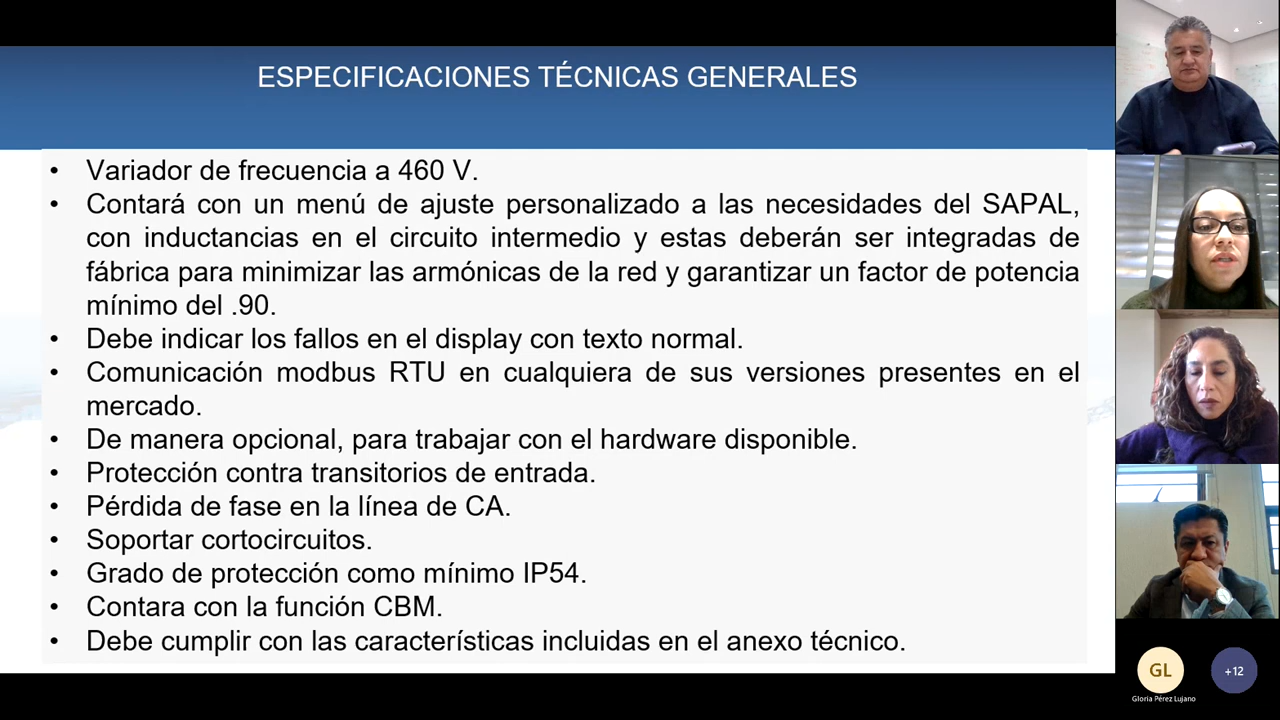 ESPECIFICACIONES TÉCNICAS GENERALES
• Variador de frecuencia a 460 V.
• Contará con un menú de ajuste personalizado a las necesidades del SAPAL,
con inductancias en el circuito intermedio y estas deberán ser integradas de
fábrica para minimizar las armónicas de la red y garantizar un factor de potencia
mínimo del .90.
• Debe indicar los fallos en el display con texto normal.
• Comunicación modbus RTU en cualquiera de sus versiones presentes en el
mercado.
• De manera opcional, para trabajar con el hardware disponible.
• Protección contra transitorios de entrada.
• Pérdida de fase en la línea de CA.
• Soportar cortocircuitos.
• Grado de protección como mínimo IP54.
• Contara con la función CBM.
• Debe cumplir con las características incluidas en el anexo técnico.
GL
+12
Gloria Pérez Lujano